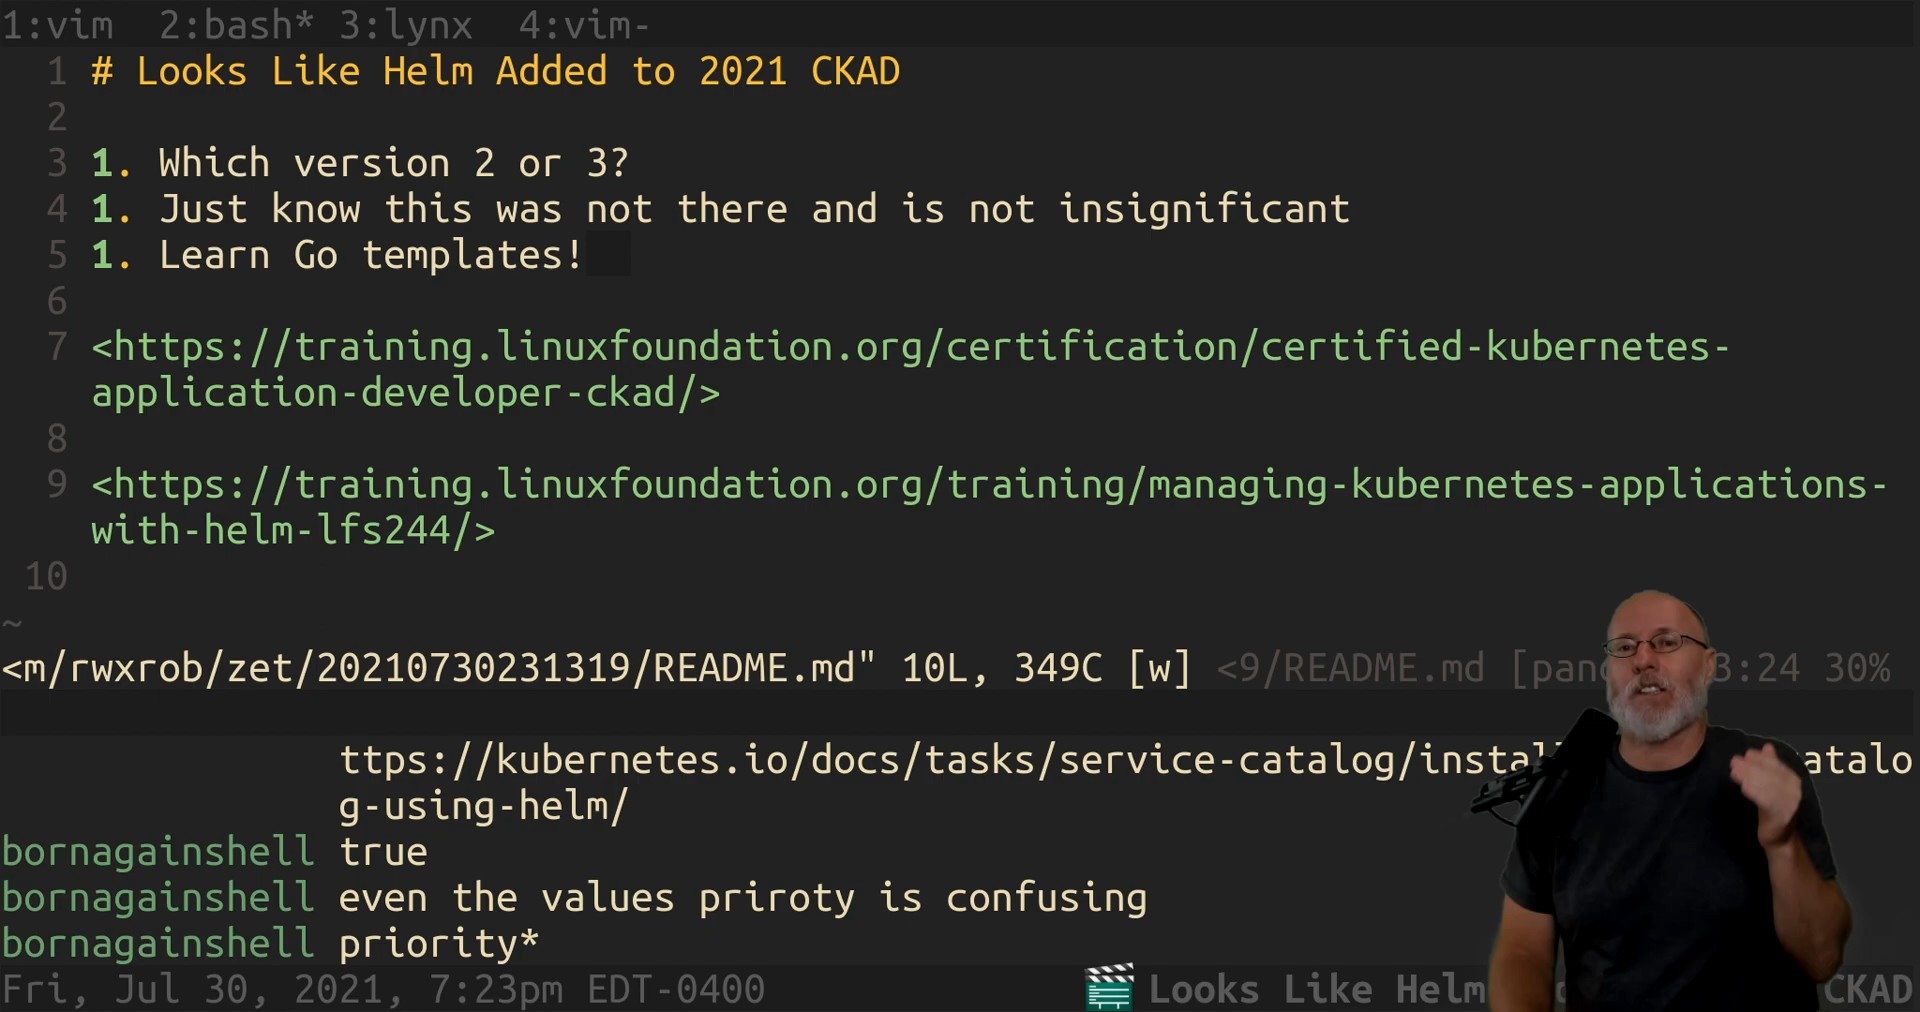 1:vim  2:bash* 3:lynx  4:vim-
1 # Looks Like Helm Added to 2021 CKAD
2
3 1. Which version 2 or 3?
4 1. Just know this was not there and is not insignificant
5 1. Learn Go templates!
6
7 <https://training.linuxfoundation.org/certification/certified-kubernetes-
application-developer-ckad/>
8
9 <https://training.linuxfoundation.org/training/managing-kubernetes-applications-
with-helm-lfs244/>
10
~
<m/rwxrob/zet/20210730231319/README.md" 10L, 349C [w] <9/README.md [pan 3:24 30%
ttps://kubernetes.io/docs/tasks/service-catalog/instal atalo
g-using-helm/
bornagainshell true
bornagainshell even the values priroty is confusing
bornagainshell priority*
Fri, Jul 30, 2021, 7:23pm EDT-0400 Looks Like Helm CKAD